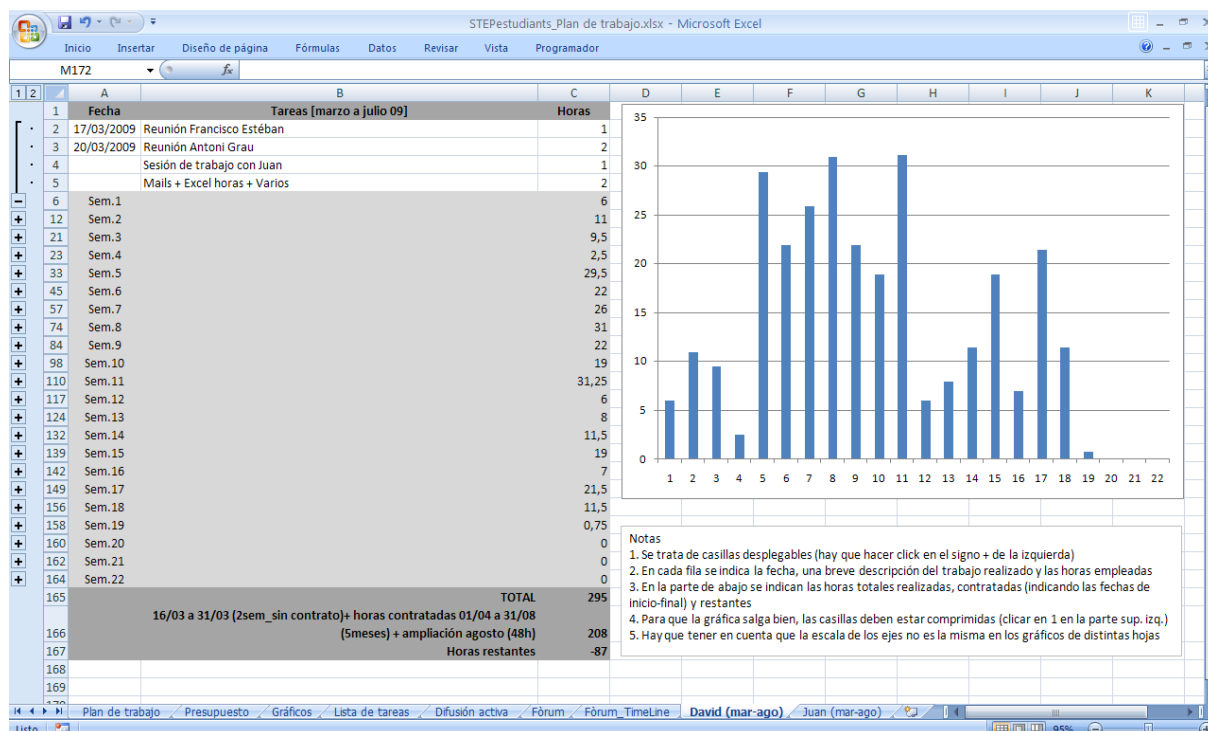 STEPestudiants_Plan de trabajo.xlsx - Microsoft Excel
Inicio Insertar Diseño de página Fórmulas Datos Revisar Vista Programador
M172 fx
1 2 A B C D E F G H I J K
1 Fecha Tareas [marzo a julio 09] Horas
2 17/03/2009 Reunión Francisco Estéban 1
3 20/03/2009 Reunión Antoni Grau 2
4 Sesión de trabajo con Juan 1
5 Mails + Excel horas + Varios 2
6 Sem.1 6
12 Sem.2 11
21 Sem.3 9,5
23 Sem.4 2,5
33 Sem.5 29,5
45 Sem.6 22
57 Sem.7 26
74 Sem.8 31
84 Sem.9 22
98 Sem.10 19
110 Sem.11 31,25
117 Sem.12 6
124 Sem.13 8
132 Sem.14 11,5
139 Sem.15 19
142 Sem.16 7
149 Sem.17 21,5
156 Sem.18 11,5
158 Sem.19 0,75
160 Sem.20 0
162 Sem.21 0
164 Sem.22 0
165 TOTAL 295
16/03 a 31/03 (2sem_sin contrato)+ horas contratadas 01/04 a 31/08
166 (5meses) + ampliación agosto (48h) 208
167 Horas restantes -87
168
169
35
30
25
20
15
10
5
0
1 2 3 4 5 6 7 8 9 10 11 12 13 14 15 16 17 18 19 20 21 22
Notas
1. Se trata de casillas desplegables (hay que hacer click en el signo + de la izquierda)
2. En cada fila se indica la fecha, una breve descripción del trabajo realizado y las horas empleadas
3. En la parte de abajo se indican las horas totales realizadas, contratadas (indicando las fechas de
inicio-final) y restantes
4. Para que la gráfica salga bien, las casillas deben estar comprimidas (clicar en 1 en la parte sup. izq.)
5. Hay que tener en cuenta que la escala de los ejes no es la misma en los gráficos de distintas hojas
Plan de trabajo Presupuesto Gráficos Lista de tareas Difusión activa Fòrum Fòrum_TimeLine David (mar-ago) Juan (mar-ago)
Listo 95%